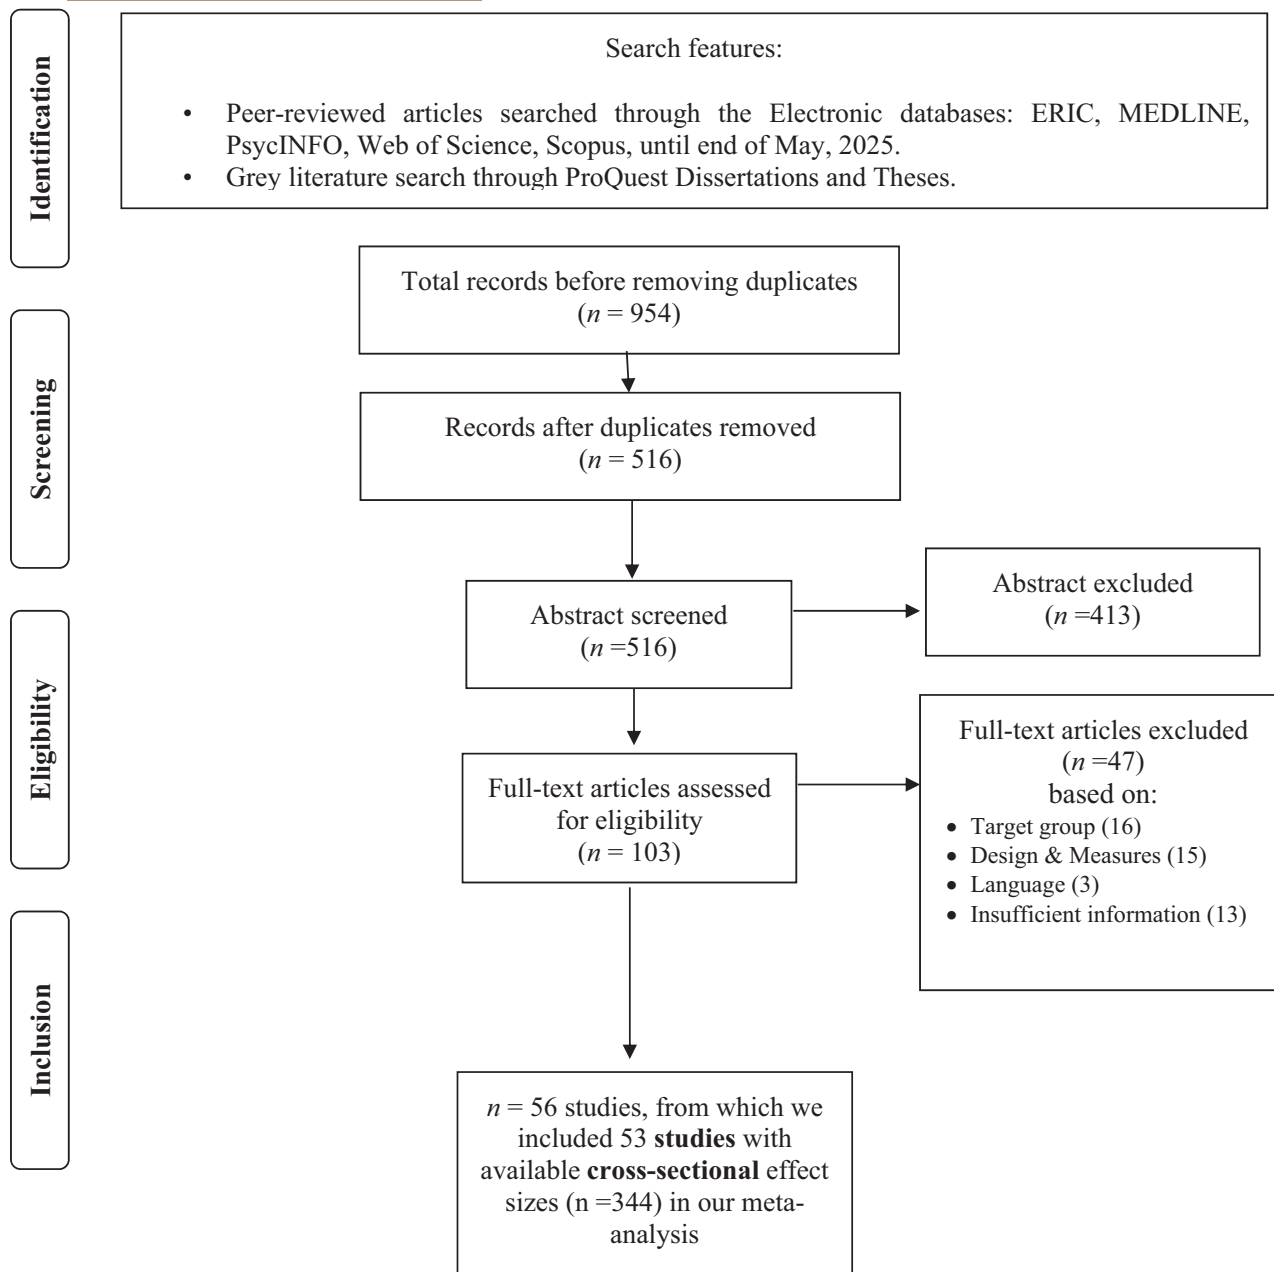 Identification
Search features:
• Peer-reviewed articles searched through the Electronic databases: ERIC, MEDLINE,
PsycINFO, Web of Science, Scopus, until end of May, 2025.
• Grey literature search through ProQuest Dissertations and Theses.
Total records before removing duplicates
(n = 954)
Screening
Records after duplicates removed
(n = 516)
Abstract screened
(n =516)
Abstract excluded
(n =413)
Eligibility
Full-text articles assessed
for eligibility
(n = 103)
Full-text articles excluded
(n =47)
based on:
• Target group (16)
• Design & Measures (15)
• Language (3)
• Insufficient information (13)
Inclusion
n = 56 studies, from which we
included 53 studies with
available cross-sectional effect
sizes (n =344) in our meta-
analysis